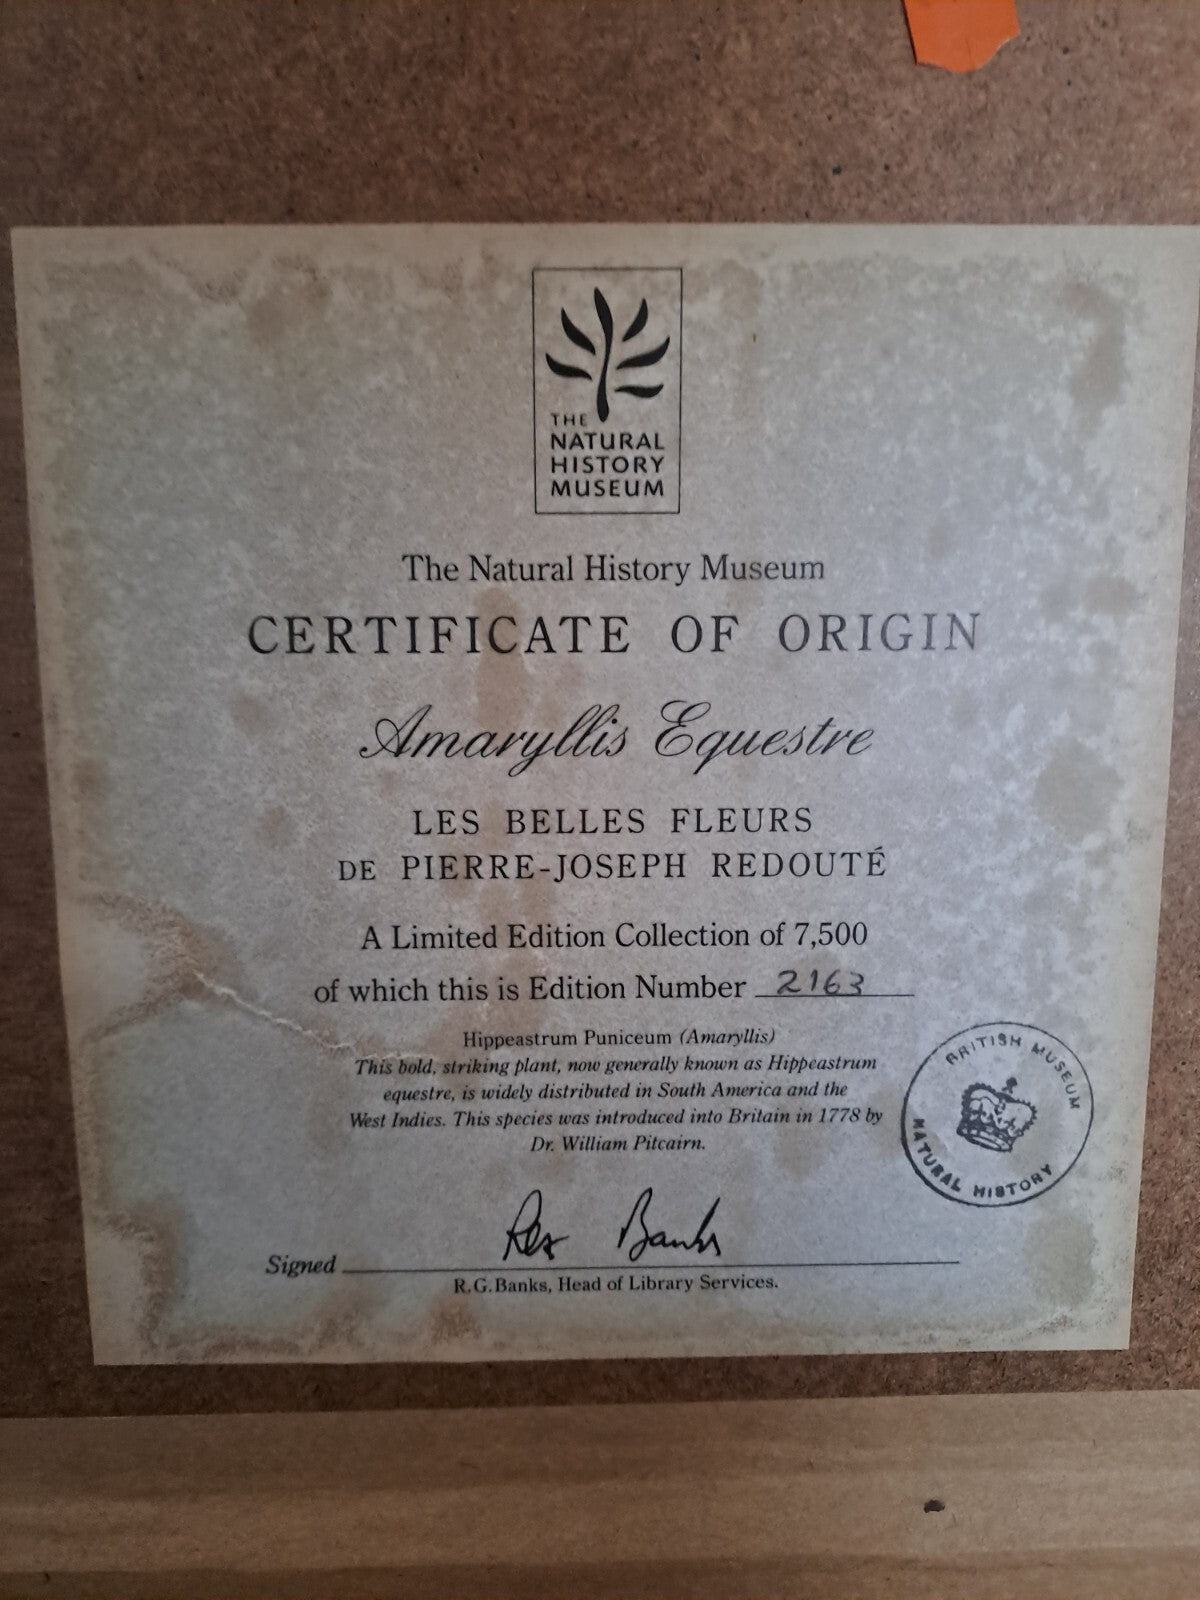 THE
NATURAL
HISTORY
MUSEUM
The Natural History Museum
CERTIFICATE OF ORIGIN
Amaryllis Equestre
LES BELLES FLEURS
DE PIERRE-JOSEPH REDOUTÉ
A Limited Edition Collection of 7,500
of which this is Edition Number 2163
Hippeastrum Puniceum (Amaryllis)
This bold, striking plant, now generally known as Hippeastrum
equestre, is widely distributed in South America and the
West Indies. This species was introduced into Britain in 1778 by
Dr. William Pitcairn.
BRITISH MUSEUM
NATURAL HISTORY
Rex Banks
Signed
R.G.Banks, Head of Library Services.